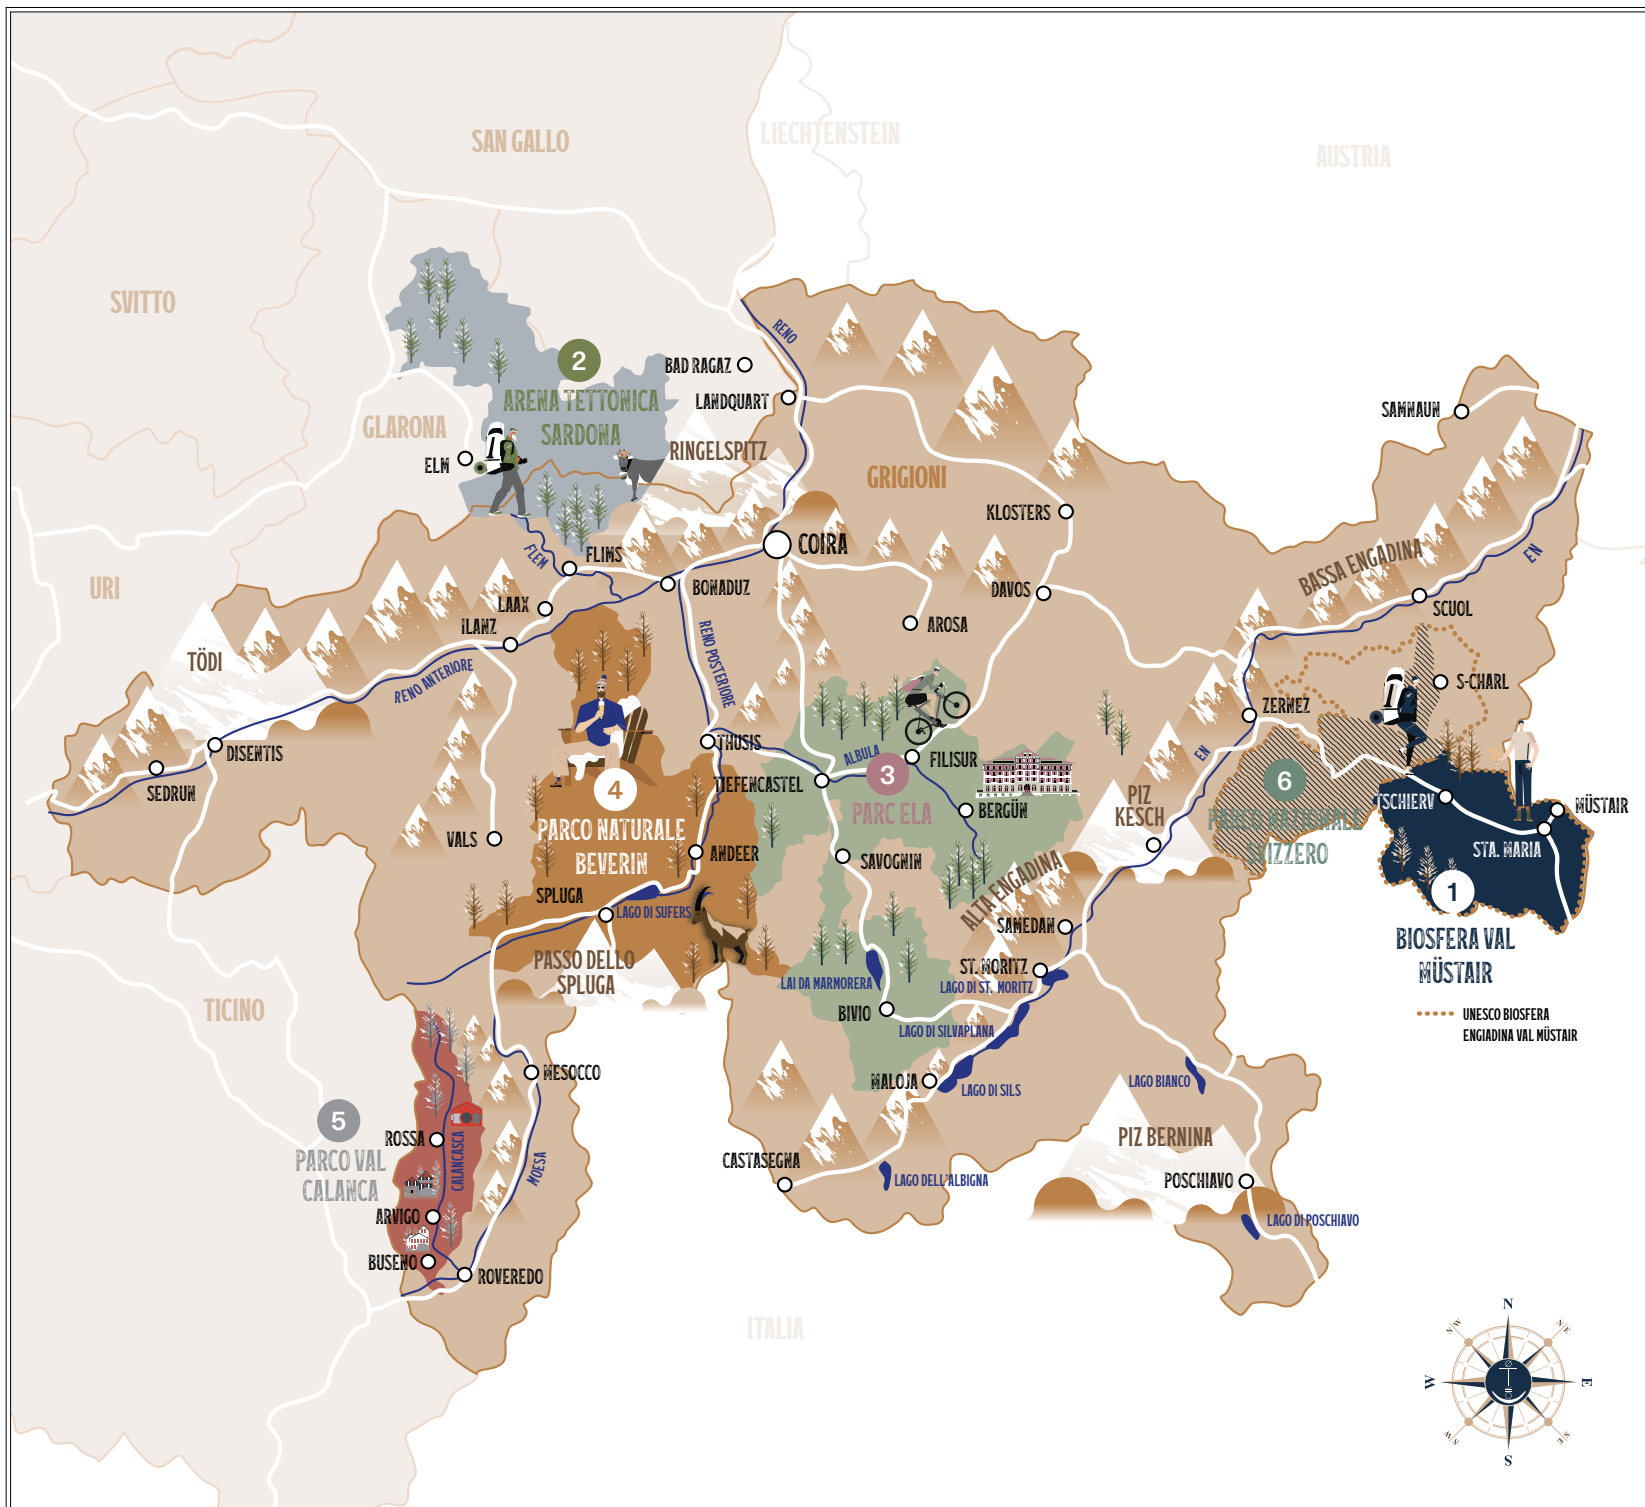 LIECHTENSTEIN
SAN GALLO
AUSTRIA
SVITTO
RENO
2
BAD RAGAZ
ARENA TETTONICA
SARDONA
LANDQUART
SAMNAUN
GLARONA
RINGELSPITZ
ELM
GRIGIONI
KLOSTERS
COIRA
FLEM
FLIMS
BASSA ENGADINA
EN
URI
BONADUZ
DAVOS
LAAX
SCUOL
ILANZ
AROSA
TÖDI
RENO ANTERIORE
RENO POSTERIORE
S-CHARL
ZERNEZ
DISENTIS
THUSIS
EN
ALBULA
FILISUR
SEDRUN
4
TIEFENCASTEL
3
6
PIZ
KESCH
TSCHIERV
MÜSTAIR
PARC ELA
BERGÜN
PARCO NAZIONALE
SVIZZERO
VALS
PARCO NATURALE
BEVERIN
ANDEER
SAVOGNIN
STA. MARIA
1
SPLUGA
LAGO DI SUFERS
ALTA ENGADINA
SAMEDAN
BIOSFERA VAL
MÜSTAIR
PASSO DELLO
SPLUGA
ST. MORITZ
LAI DA MARMORERA
LAGO DI ST. MORITZ
TICINO
BIVIO
LAGO DI SILVAPLANA
UNESCO BIOSFERA
ENGIADINA VAL MÜSTAIR
MESOCCO
MALOJA
LAGO DI SILS
LAGO BIANCO
5
ROSSA
PARCO VAL
CALANCA
CALANCASCA
MOESA
PIZ BERNINA
CASTASEGNA
LAGO DELL'ALBIGNA
POSCHIAVO
ARVIGO
LAGO DI POSCHIAVO
BUSENO
ROVEREDO
ITALIA
N
N/W
N/E
W
E
W/S
S/E
S